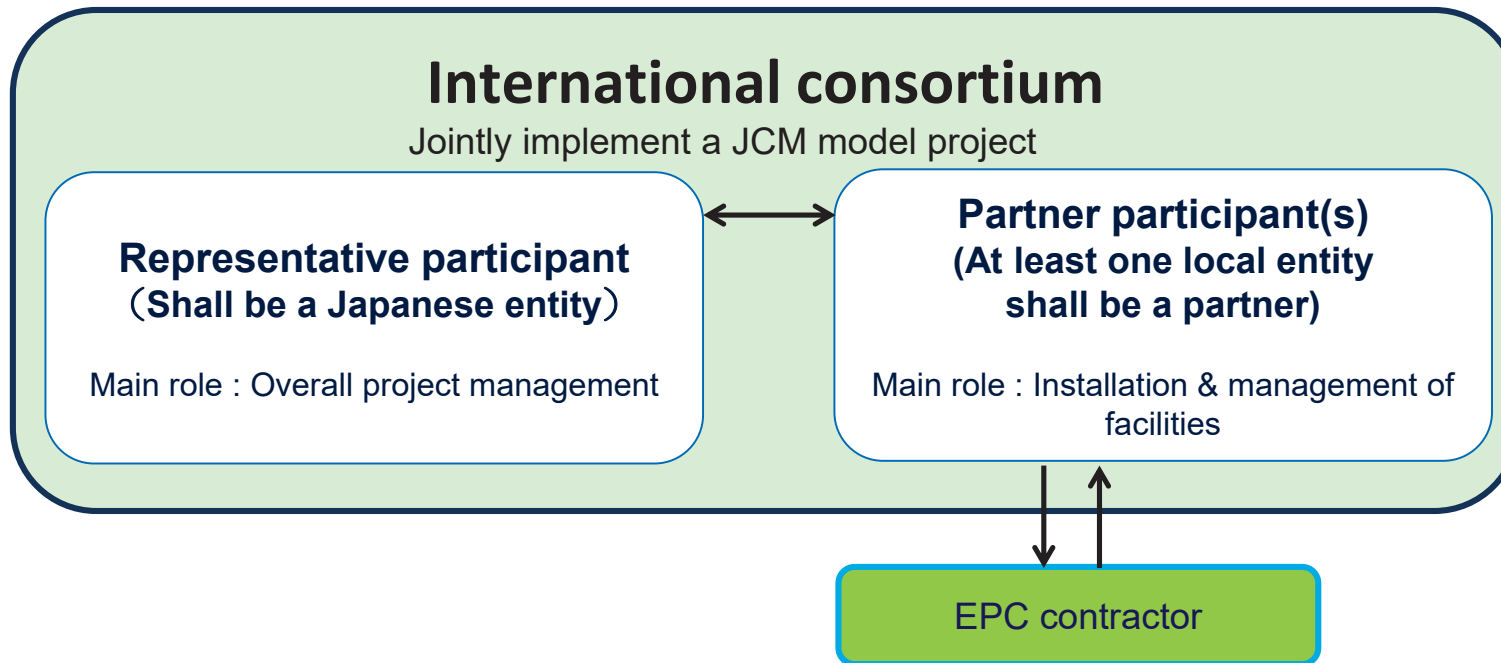 International consortium
Jointly implement a JCM model project
Representative participant
（Shall be a Japanese entity）
Main role : Overall project management
Partner participant(s)
(At least one local entity
shall be a partner)
Main role : Installation & management of
facilities
EPC contractor